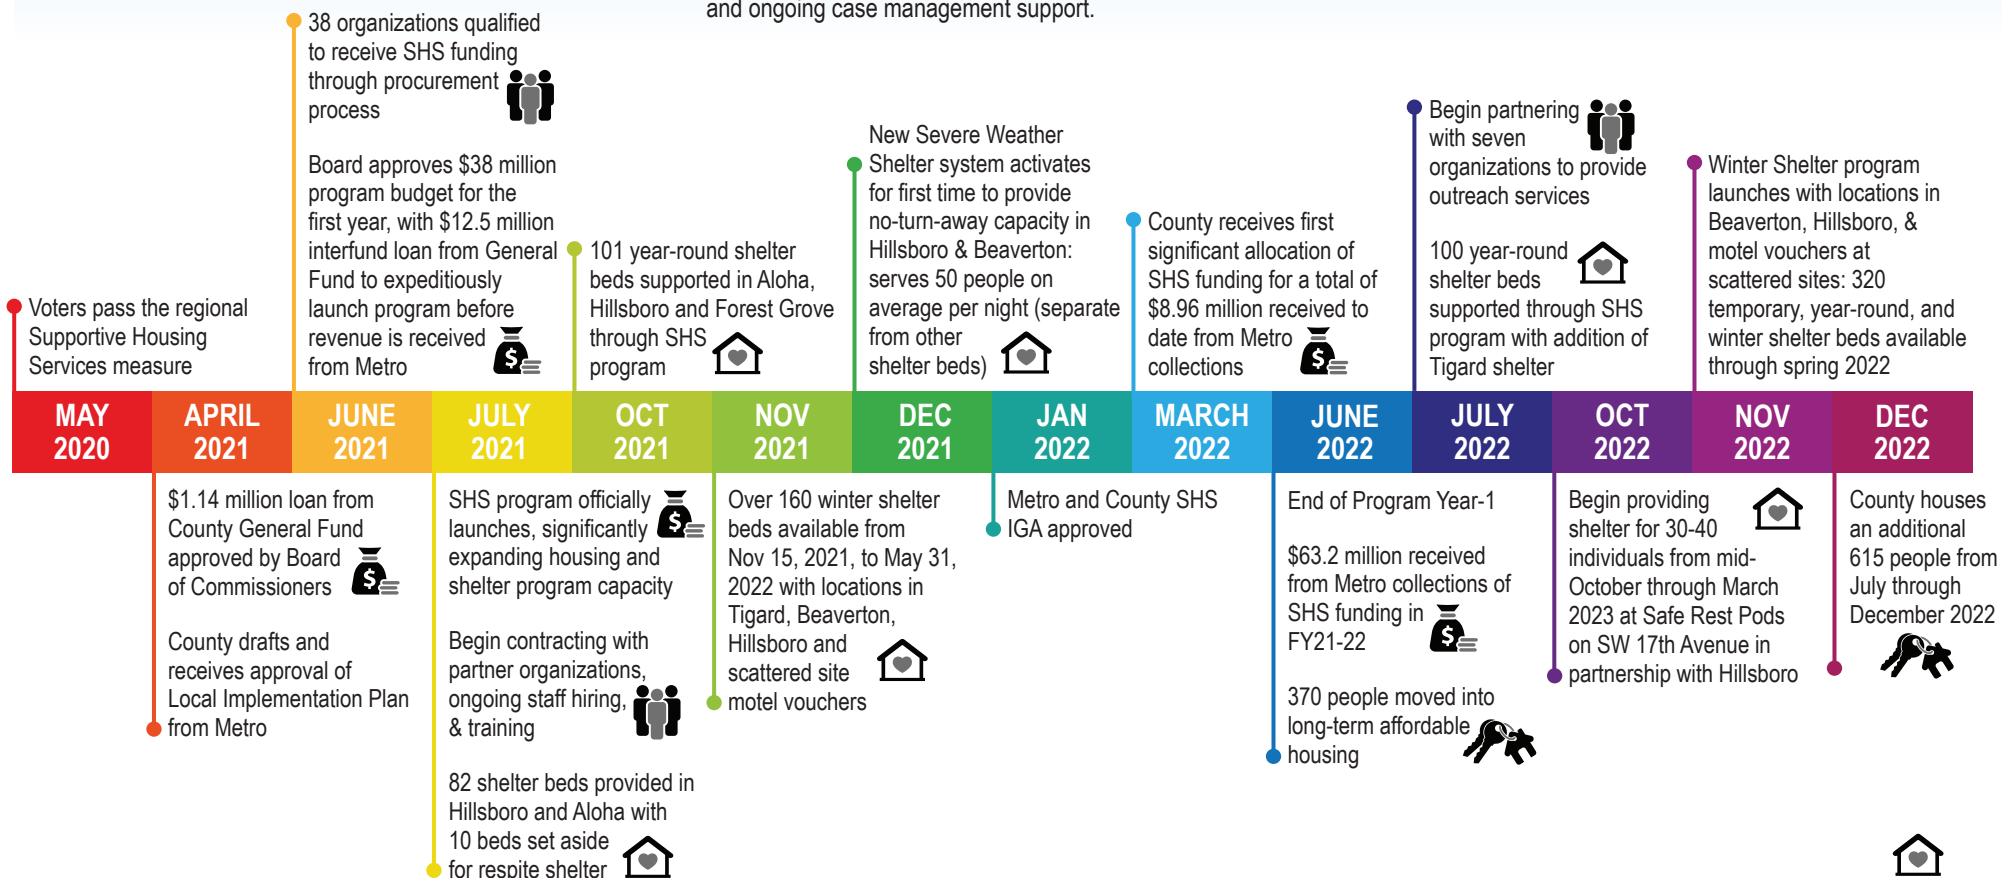 and ongoing case management support.
38 organizations qualified
to receive SHS funding
through procurement
process
Board approves $38 million
program budget for the
first year, with $12.5 million
interfund loan from General
Fund to expeditiously
launch program before
revenue is received
from Metro
New Severe Weather
Shelter system activates
for first time to provide
no-turn-away capacity in
Hillsboro & Beaverton:
serves 50 people on
average per night (separate
from other
shelter beds)
Begin partnering
with seven
organizations to provide
outreach services
100 year-round
shelter beds
supported through SHS
program with addition of
Tigard shelter
Winter Shelter program
launches with locations in
Beaverton, Hillsboro, &
motel vouchers at
scattered sites: 320
temporary, year-round, and
winter shelter beds available
through spring 2022
County receives first
significant allocation of
SHS funding for a total of
$8.96 million received to
date from Metro
collections
101 year-round shelter
beds supported in Aloha,
Hillsboro and Forest Grove
through SHS
program
Voters pass the regional
Supportive Housing
Services measure
MAY
2020
APRIL
2021
JUNE
2021
JULY
2021
OCT
2021
NOV
2021
DEC
2021
JAN
2022
MARCH
2022
JUNE
2022
JULY
2022
OCT
2022
NOV
2022
DEC
2022
$1.14 million loan from
County General Fund
approved by Board
of Commissioners
County drafts and
receives approval of
Local Implementation Plan
from Metro
SHS program officially
launches, significantly
expanding housing and
shelter program capacity
Begin contracting with
partner organizations,
ongoing staff hiring,
& training
82 shelter beds provided in
Hillsboro and Aloha with
10 beds set aside
for respite shelter
Over 160 winter shelter
beds available from
Nov 15, 2021, to May 31,
2022 with locations in
Tigard, Beaverton,
Hillsboro and
scattered site
motel vouchers
Metro and County SHS
IGA approved
End of Program Year-1
$63.2 million received
from Metro collections of
SHS funding in
FY21-22
370 people moved into
long-term affordable
housing
Begin providing
shelter for 30-40
individuals from mid-
October through March
2023 at Safe Rest Pods
on SW 17th Avenue in
partnership with Hillsboro
County houses
an additional
615 people from
July through
December 2022